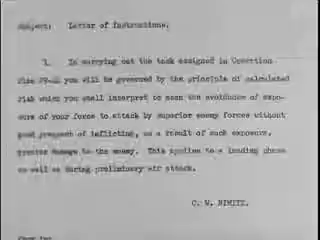 Subject: Letter of Instructions.
1. In carrying out the task assigned in Operation
Plan 29-42 you will be governed by the principle of calculated
risk which you shall interpret to mean the avoidance of expo-
sure of your force to attack by superior enemy forces without
good prospect of inflicting, as a result of such exposure,
greater damage to the enemy. This applies to a landing phase
as well as during preliminary air attack.
C. W. NIMITZ.